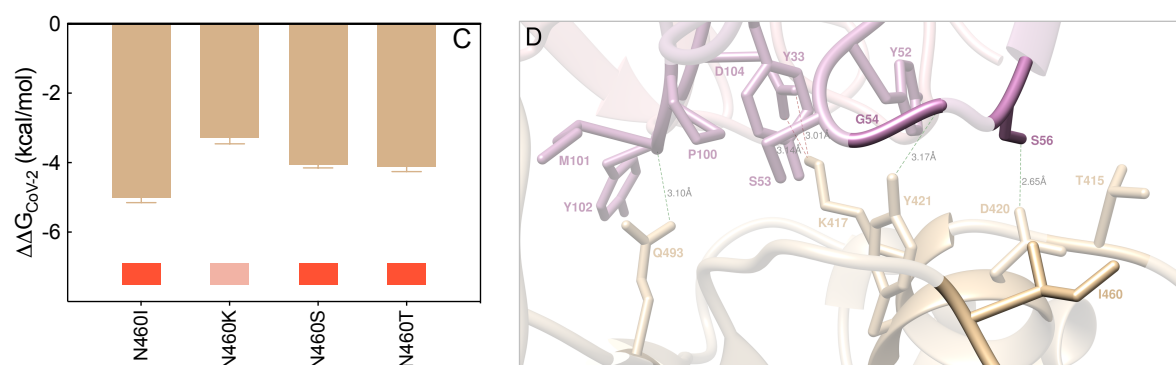 C
0
-2
-4
-6
ΔΔG_CoV-2 (kcal/mol)
N460I
N460K
N460S
N460T
D
D104
Y33
Y52
G54
S56
M101
P100
S53
Y102
3.01Å
3.14Å
3.17Å
3.10Å
2.65Å
T415
Y421
D420
K417
Q493
I460